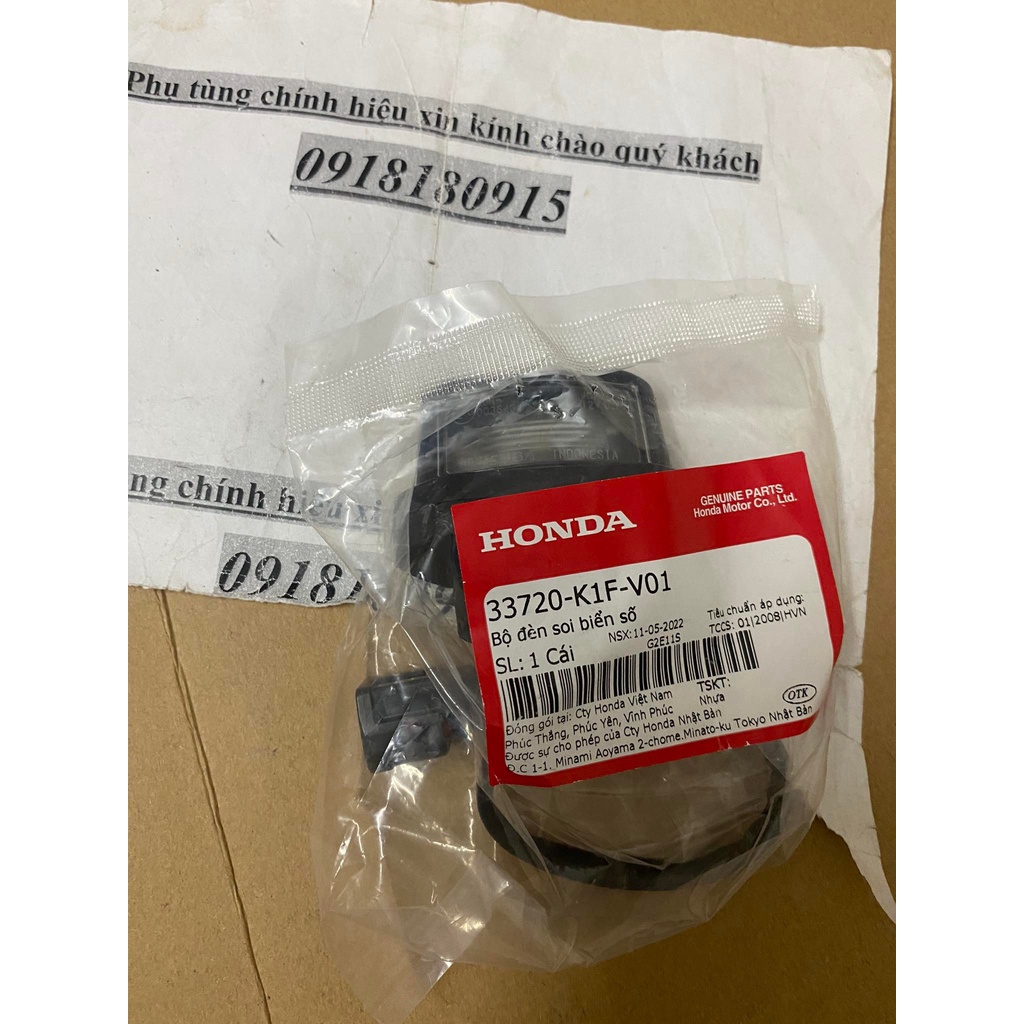 Phụ tùng chính hiệu xin kính chào quý khách
0918180915
ng chính hiệu xi
09181
INDONESIA
HONDA
GENUINE PARTS
Honda Motor Co., Ltd.
33720-K1F-V01
Bộ đèn soi biển số
NSX: 11-05-2022
Tiêu chuẩn áp dụng:
SL: 1 Cái
G2E11S
TCCS: 01|2008|HVN
Đóng gói tại: Cty Honda Việt Nam
TSKT:
Phúc Thắng, Phúc Yên, Vĩnh Phúc
Nhựa
OTK
Được sự cho phép của Cty Honda Nhật Bản
Đ.C 1-1. Minami Aoyama 2-chome.Minato-ku Tokyo Nhật Bản